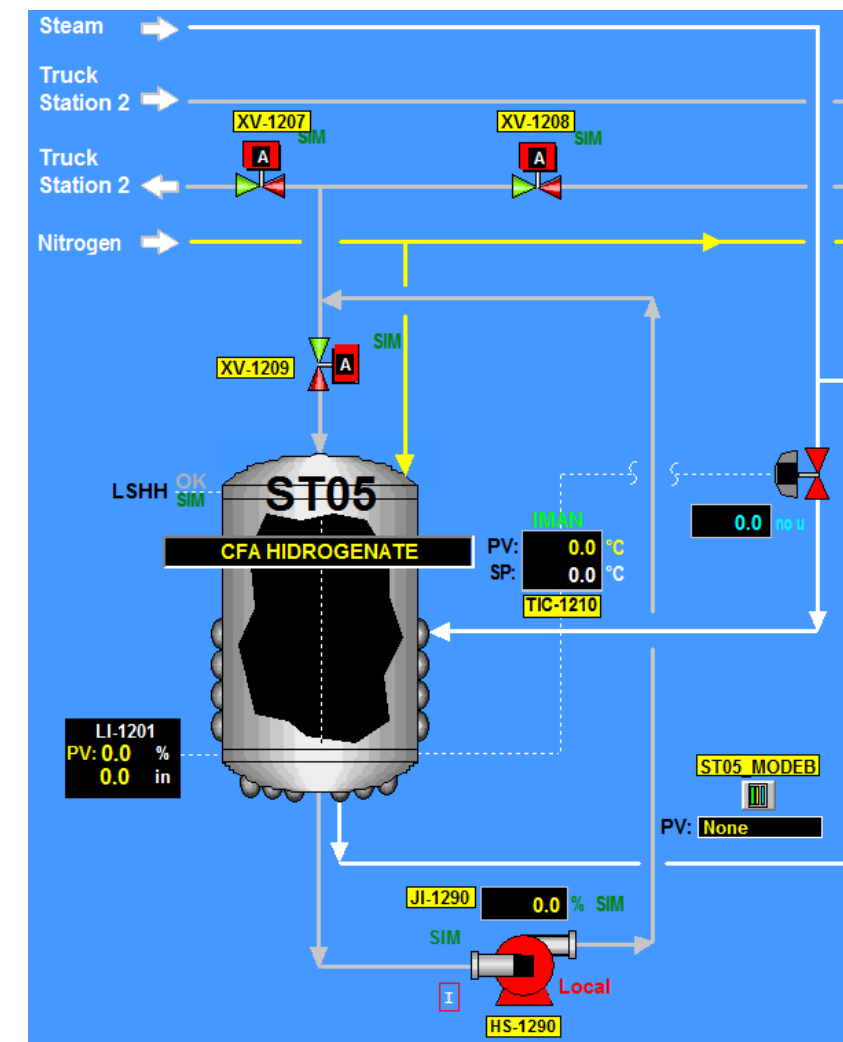 Steam
Truck
Station 2
XV-1207
SIM
XV-1208
SIM
A
A
Truck
Station 2
Nitrogen
SIM
XV-1209
A
LSHH
OK
SIM
ST05
CFA HIDROGENATE
IMAN
PV: 0.0 °C
SP: 0.0 °C
TIC-1210
0.0 no u
LI-1201
PV: 0.0 %
0.0 in
ST05_MODEB
PV: None
JI-1290
0.0 % SIM
SIM
Local
I
HS-1290